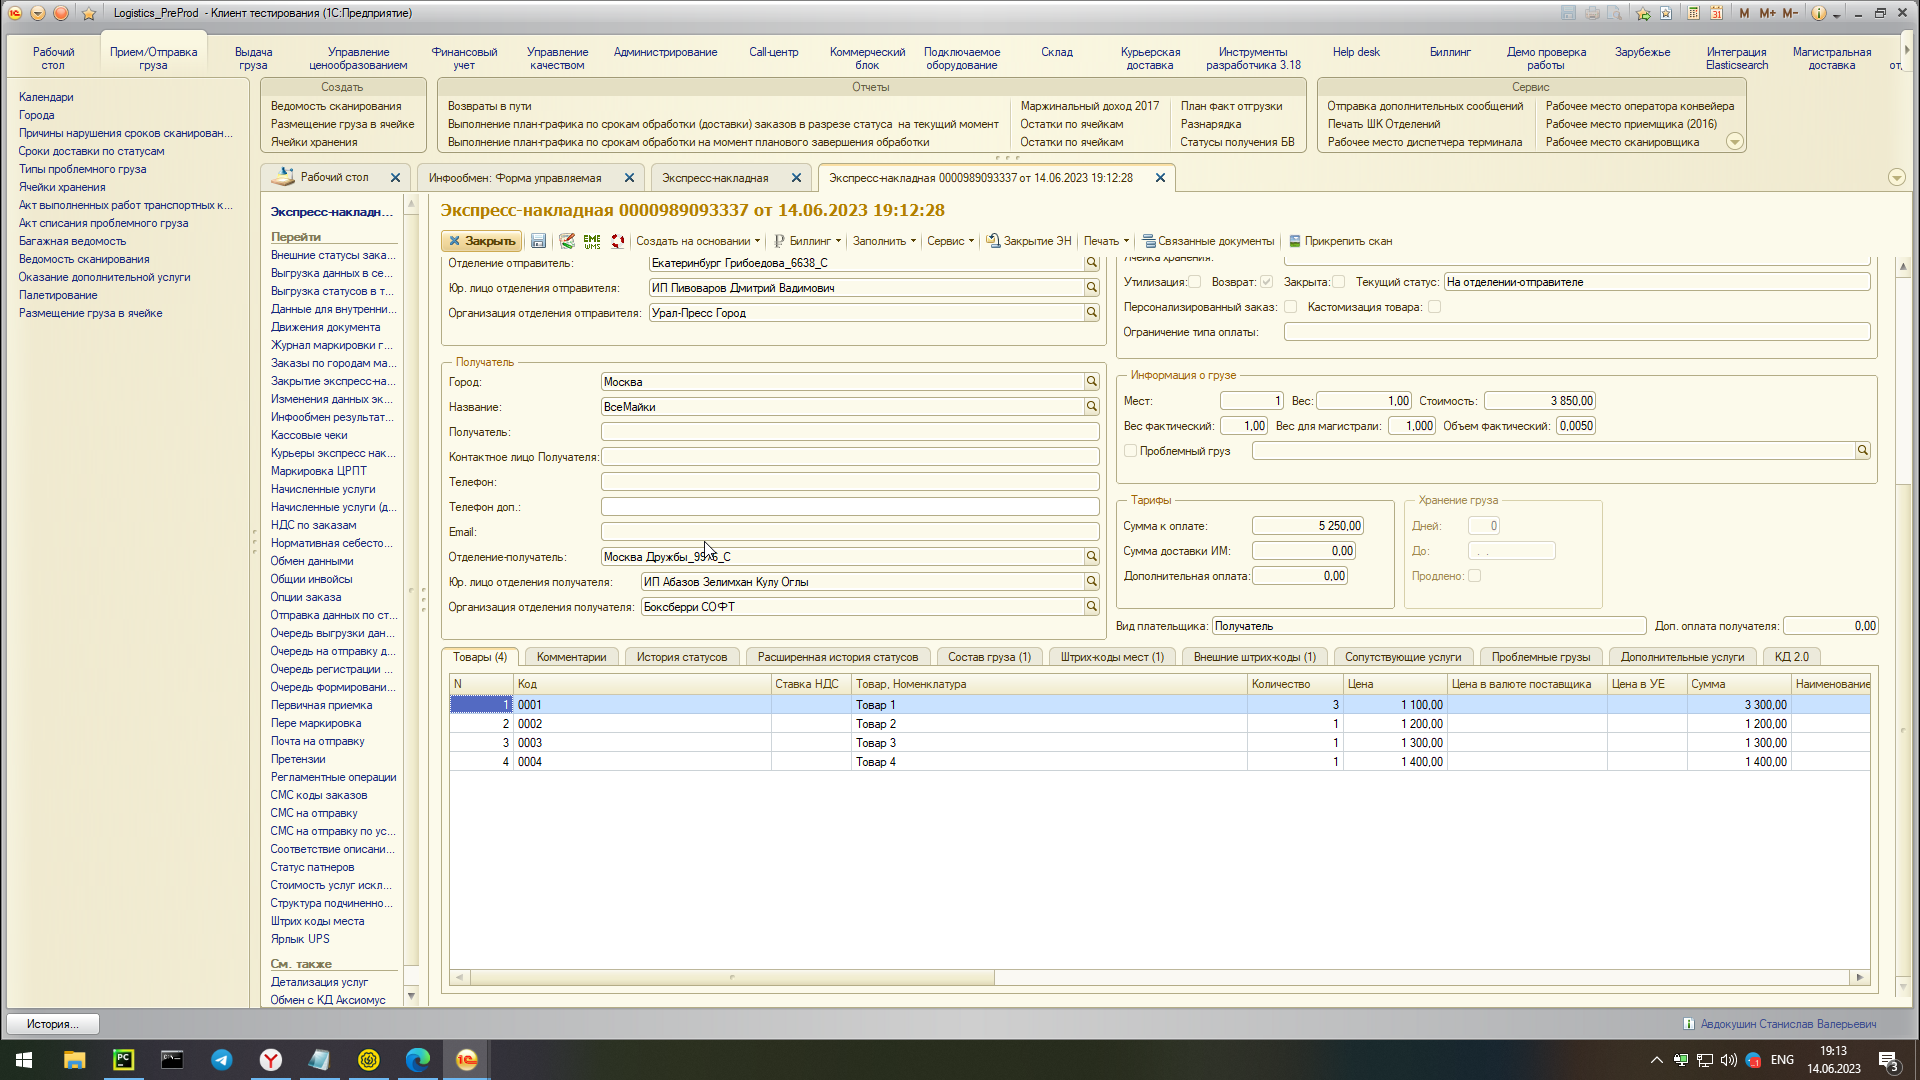 Logistics_PreProd - Клиент тестирования (1С:Предприятие)
M M+ M-
Рабочий стол
Прием/Отправка груза
Выдача груза
Управление ценообразованием
Финансовый учет
Управление качеством
Администрирование
Call-центр
Коммерческий блок
Подключаемое оборудование
Склад
Курьерская доставка
Инструменты разработчика 3.18
Help desk
Биллинг
Демо проверка работы
Зарубежье
Интеграция Elasticsearch
Магистральная доставка
Календари
Города
Причины нарушения сроков сканирован...
Сроки доставки по статусам
Типы проблемного груза
Ячейки хранения
Акт выполненных работ транспортных к...
Акт списания проблемного груза
Багажная ведомость
Ведомость сканирования
Оказание дополнительной услуги
Палетирование
Размещение груза в ячейке
Создать
Ведомость сканирования
Размещение груза в ячейке
Ячейки хранения
Отчеты
Возвраты в пути
Выполнение план-графика по срокам обработки (доставки) заказов в разрезе статуса на текущий момент
Выполнение план-графика по срокам обработки на момент планового завершения обработки
Маржинальный доход 2017
Остатки по ячейкам
Остатки по ячейкам
План факт отгрузки
Разнарядка
Статусы получения БВ
Сервис
Отправка дополнительных сообщений
Печать ШК Отделений
Рабочее место диспетчера терминала
Рабочее место оператора конвейера
Рабочее место приемщика (2016)
Рабочее место сканировщика
Рабочий стол
Инфообмен: Форма управляемая
Экспресс-накладная
Экспресс-накладная 0000989093337 от 14.06.2023 19:12:28
Экспресс-накладн...
Перейти
Внешние статусы зака...
Выгрузка данных в се...
Выгрузка статусов в т...
Данные для внутренни...
Движения документа
Журнал маркировки г...
Заказы по городам ма...
Закрытие экспресс-на...
Изменения данных эк...
Инфообмен результат...
Кассовые чеки
Курьеры экспресс нак...
Маркировка ЦРПТ
Начисленные услуги
Начисленные услуги (д...
НДС по заказам
Нормативная себесто...
Обмен данными
Общии инвойсы
Опции заказа
Отправка данных по ст...
Очередь выгрузки дан...
Очередь на отправку д...
Очередь регистрации ...
Очередь формировани...
Первичная приемка
Пере маркировка
Почта на отправку
Претензии
Регламентные операции
СМС коды заказов
СМС на отправку
СМС на отправку по ус...
Соответствие описани...
Статус патнеров
Стоимость услуг искл...
Структура подчиненно...
Штрих коды места
Ярлык UPS
См. также
Детализация услуг
Обмен с КД Аксиомус
Экспресс-накладная 0000989093337 от 14.06.2023 19:12:28
Закрыть
EME WMS
Создать на основании
Биллинг
Заполнить
Сервис
Закрытие ЭН
Печать
Связанные документы
Прикрепить скан
Отделение отправитель: Екатеринбург Грибоедова_6638_С
Юр. лицо отделения отправителя: ИП Пивоваров Дмитрий Вадимович
Организация отделения отправителя: Урал-Пресс Город
Получатель
Город: Москва
Название: ВсеМайки
Получатель:
Контактное лицо Получателя:
Телефон:
Телефон доп.:
Email:
Отделение-получатель: Москва
Юр. лицо отделения получателя: ИП Абазов Зелимхан Кулу Оглы
Организация отделения получателя: Боксберри СОФТ
Ячейка хранения:
Утилизация: Возврат: Закрыта: Текущий статус: На отделении-отправителе
Персонализированный заказ: Кастомизация товара:
Ограничение типа оплаты:
Информация о грузе
Мест: 1 Вес: 1,00 Стоимость: 3 850,00
Вес фактический: 1,00 Вес для магистрали: 1,000 Объем фактический: 0,0050
Проблемный груз
Тарифы
Сумма к оплате: 5 250,00
Сумма доставки ИМ: 0,00
Дополнительная оплата: 0,00
Хранение груза
Дней: 0
До: . .
Продлено:
Вид плательщика: Получатель Доп. оплата получателя: 0,00
Товары (4)
Комментарии
История статусов
Расширенная история статусов
Состав груза (1)
Штрих-коды мест (1)
Внешние штрих-коды (1)
Сопутствующие услуги
Проблемные грузы
Дополнительные услуги
КД 2.0
N Код Ставка НДС Товар, Номенклатура Количество Цена Цена в валюте поставщика Цена в УЕ Сумма Наименование
1 0001 Товар 1 3 1 100,00 3 300,00
2 0002 Товар 2 1 1 200,00 1 200,00
3 0003 Товар 3 1 1 300,00 1 300,00
4 0004 Товар 4 1 1 400,00 1 400,00
История...
Авдокушин Станислав Валерьевич
ENG
19:13
14.06.2023
3